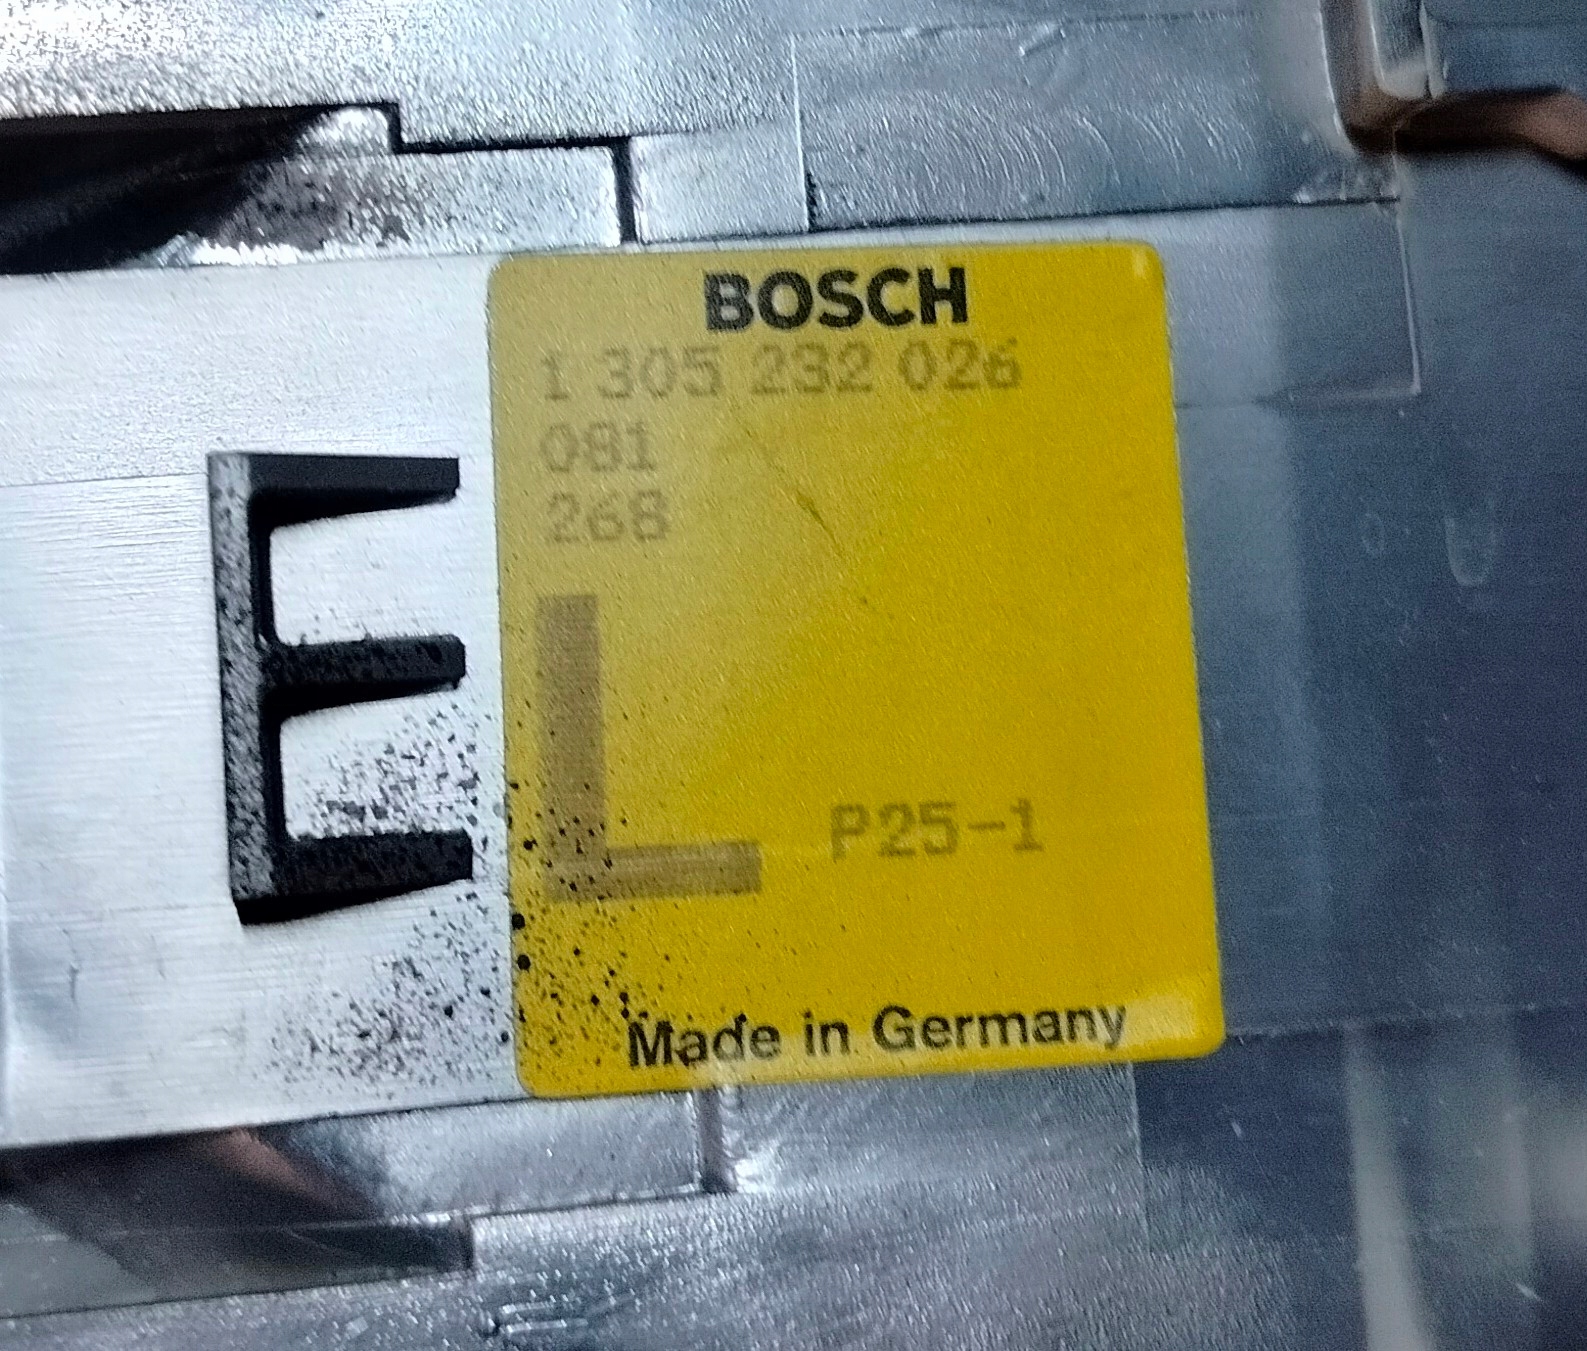 BOSCH
1 305 232 026
081
268
E
L
P25-1
Made in Germany